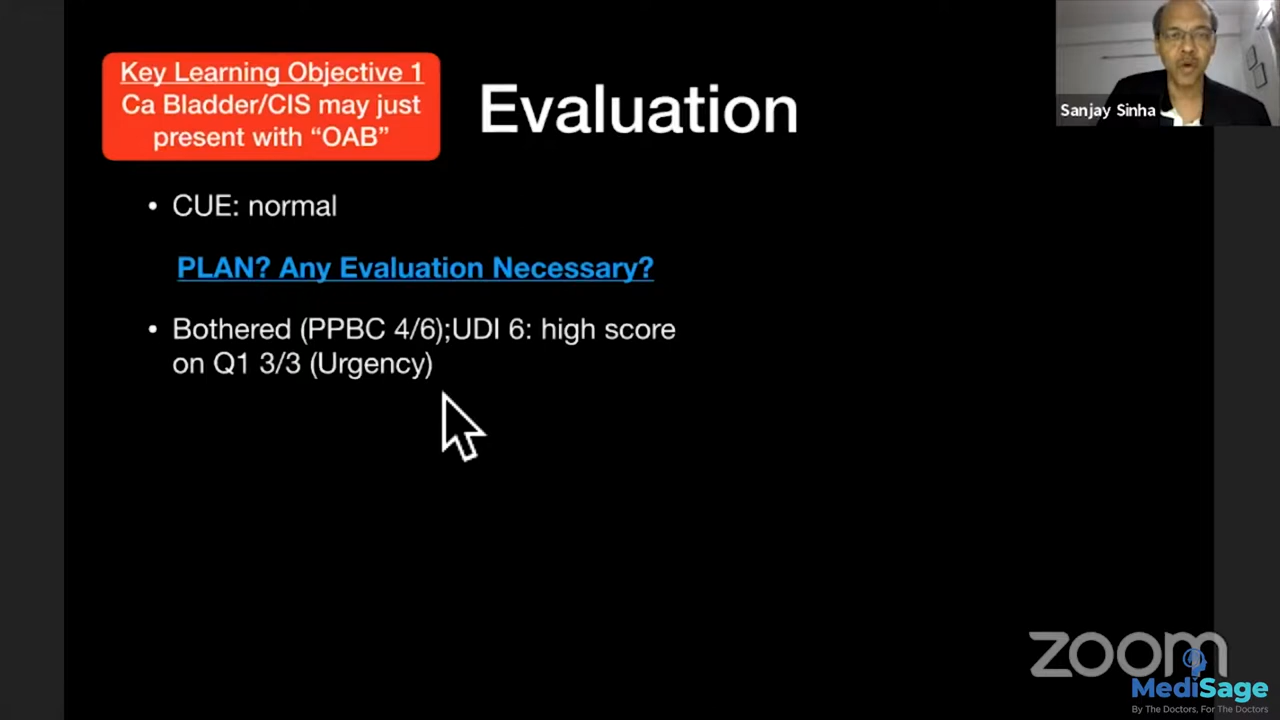 Key Learning Objective 1
Ca Bladder/CIS may just
present with “OAB”
Evaluation
Sanjay Sinha
• CUE: normal
PLAN? Any Evaluation Necessary?
• Bothered (PPBC 4/6);UDI 6: high score
on Q1 3/3 (Urgency)
zoom
MediSage
By The Doctors, For The Doctors